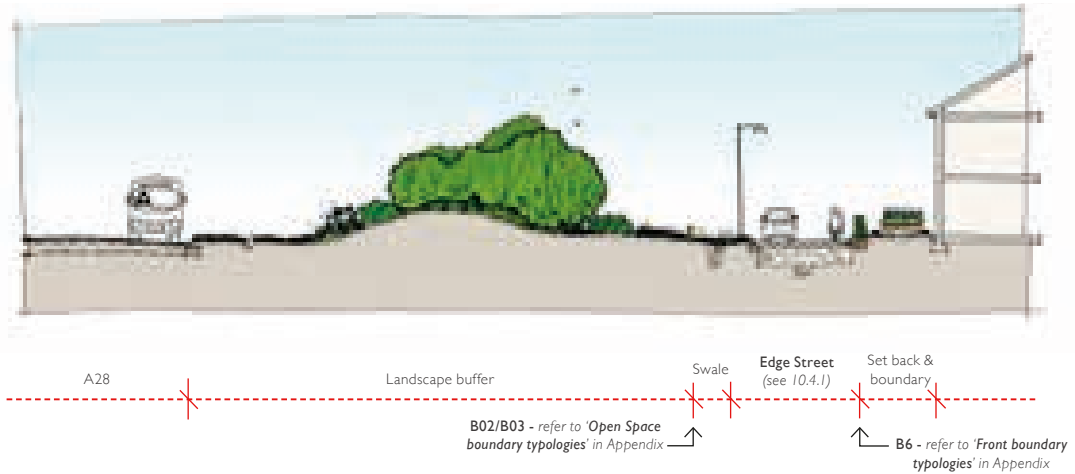 A28
Landscape buffer
Swale
Edge Street
(see 10.4.1)
Set back &
boundary
B02/B03 - refer to 'Open Space
boundary typologies' in Appendix
B6 - refer to 'Front boundary
typologies' in Appendix